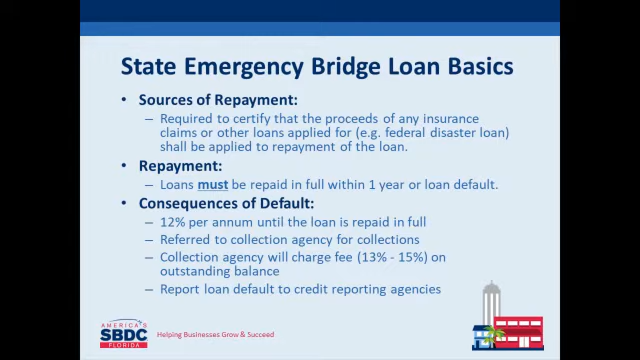 State Emergency Bridge Loan Basics
• Sources of Repayment:
– Required to certify that the proceeds of any insurance
claims or other loans applied for (e.g. federal disaster loan)
shall be applied to repayment of the loan.
• Repayment:
– Loans must be repaid in full within 1 year or loan default.
• Consequences of Default:
– 12% per annum until the loan is repaid in full
– Referred to collection agency for collections
– Collection agency will charge fee (13% - 15%) on
outstanding balance
– Report loan default to credit reporting agencies
AMERICA'S
SBDC
FLORIDA
Helping Businesses Grow & Succeed